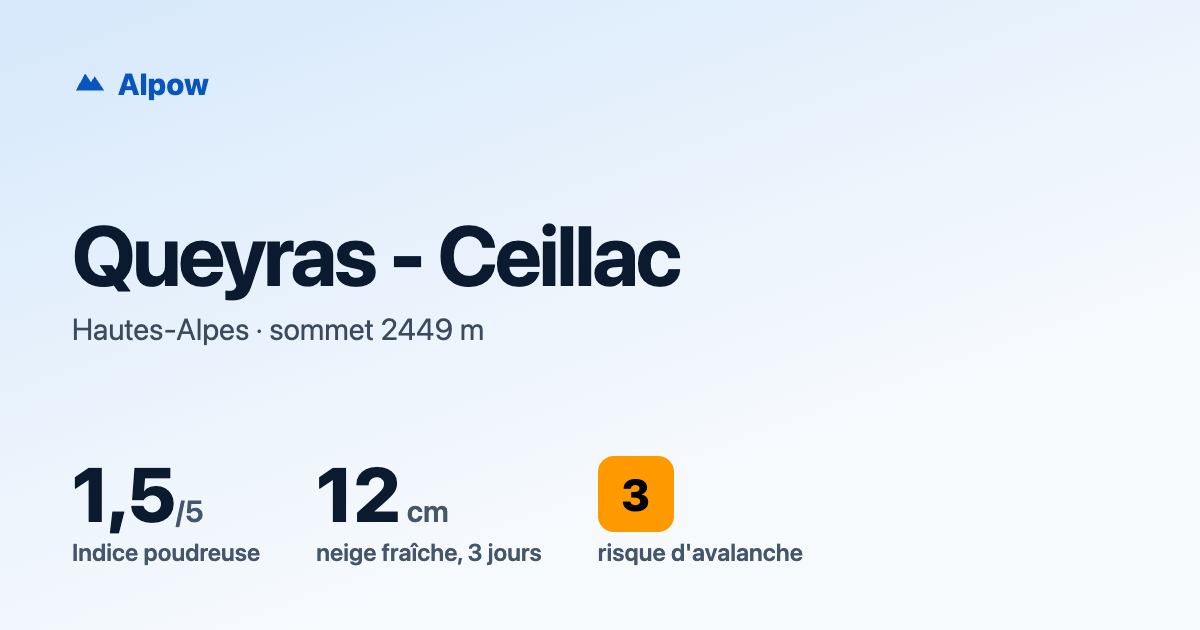 Alpow
Queyras - Ceillac
Hautes-Alpes · sommet 2449 m
1,5/5
Indice poudreuse
12 cm
neige fraîche, 3 jours
3
risque d'avalanche